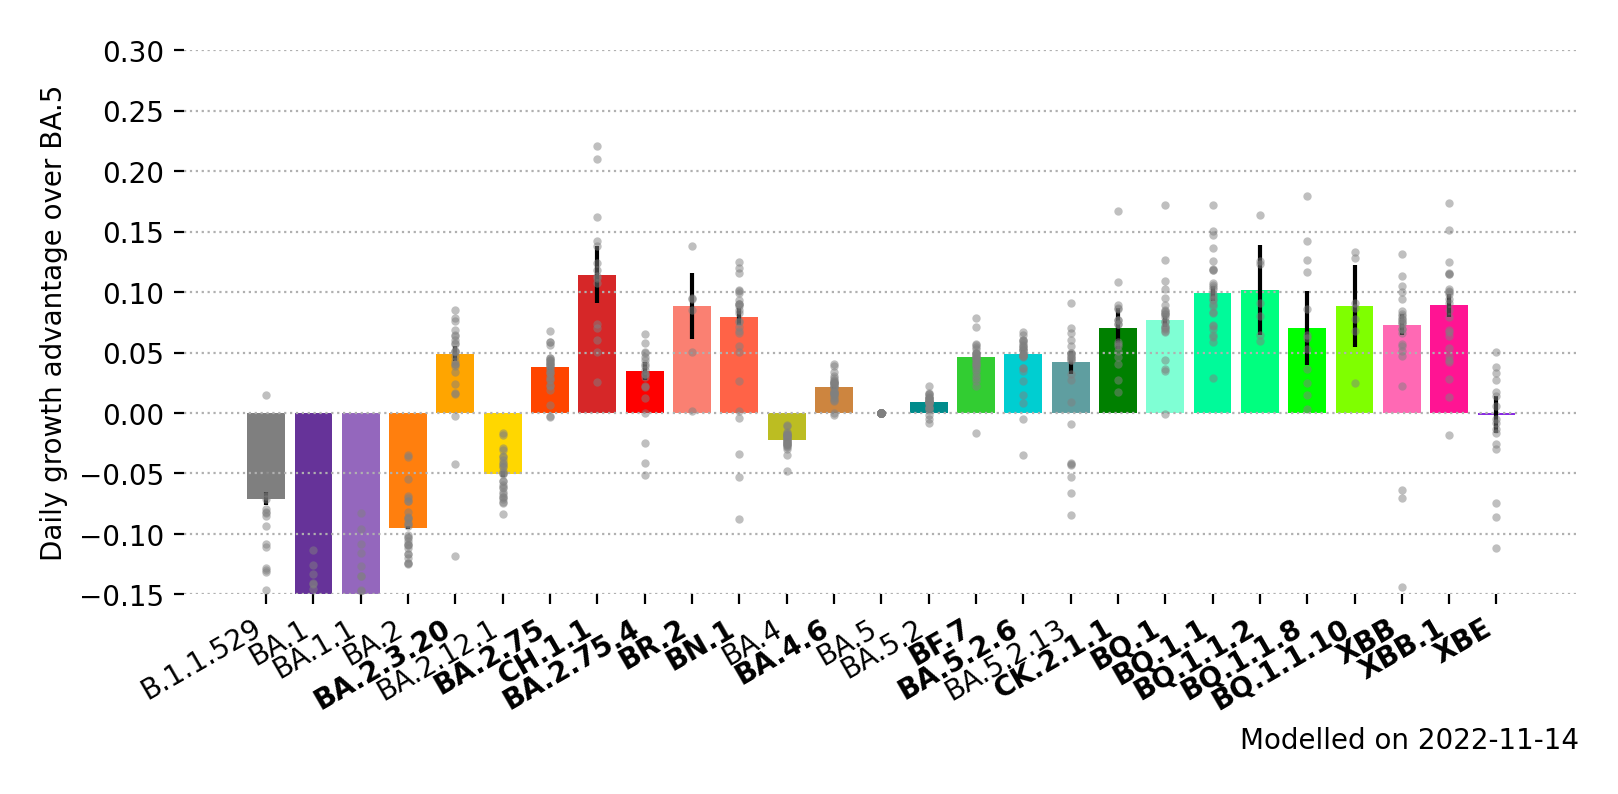 Daily growth advantage over BA.5
0.30
0.25
0.20
0.15
0.10
0.05
0.00
−0.05
−0.10
−0.15
B.1.1.529
BA.1
BA.1.1
BA.2
BA.2.3.20
BA.2.12.1
BA.2.75
CH.1.1
BA.2.75.4
BR.2
BN.1
BA.4
BA.4.6
BA.5
BA.5.2
BF.7
BA.5.2.6
BA.5.2.13
CK.2.1.1
BQ.1
BQ.1.1
BQ.1.1.2
BQ.1.1.8
BQ.1.1.10
XBB
XBB.1
XBE
Modelled on 2022-11-14